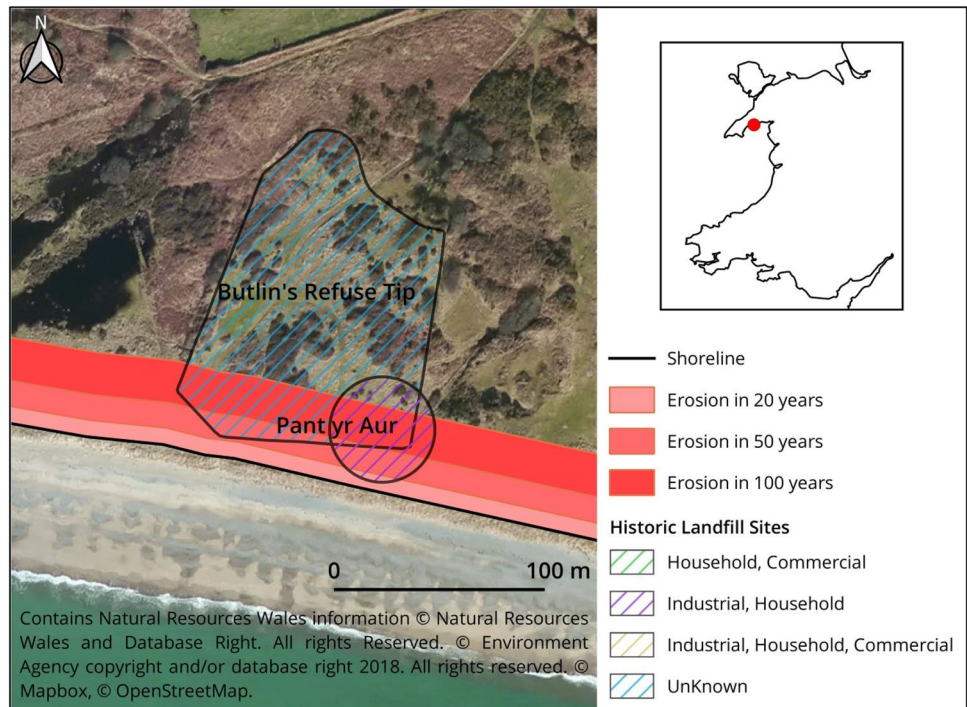 N
Butlin's Refuse Tip
Pant yr Aur
0 100 m
Contains Natural Resources Wales information © Natural Resources
Wales and Database Right. All rights Reserved. © Environment
Agency copyright and/or database right 2018. All rights reserved. ©
Mapbox, © OpenStreetMap.
Shoreline
Erosion in 20 years
Erosion in 50 years
Erosion in 100 years
Historic Landfill Sites
Household, Commercial
Industrial, Household
Industrial, Household, Commercial
UnKnown